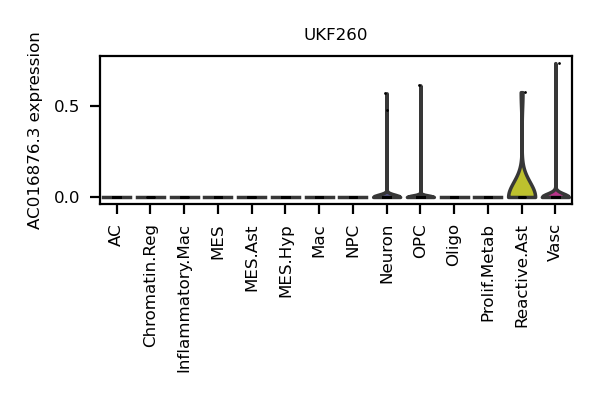 UKF260
AC016876.3 expression
0.5
0.0
AC
Chromatin.Reg
Inflammatory.Mac
MES
MES.Ast
MES.Hyp
Mac
NPC
Neuron
OPC
Oligo
Prolif.Metab
Reactive.Ast
Vasc